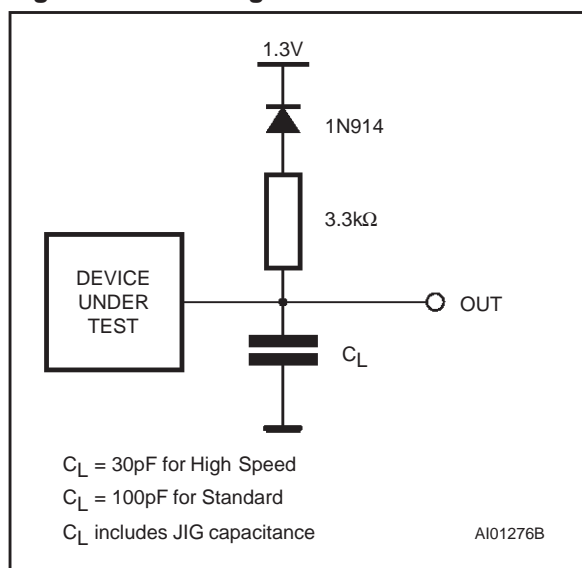 1.3V
1N914
3.3kΩ
DEVICE
UNDER
TEST
OUT
CL
CL = 30pF for High Speed
CL = 100pF for Standard
CL includes JIG capacitance
AI01276B